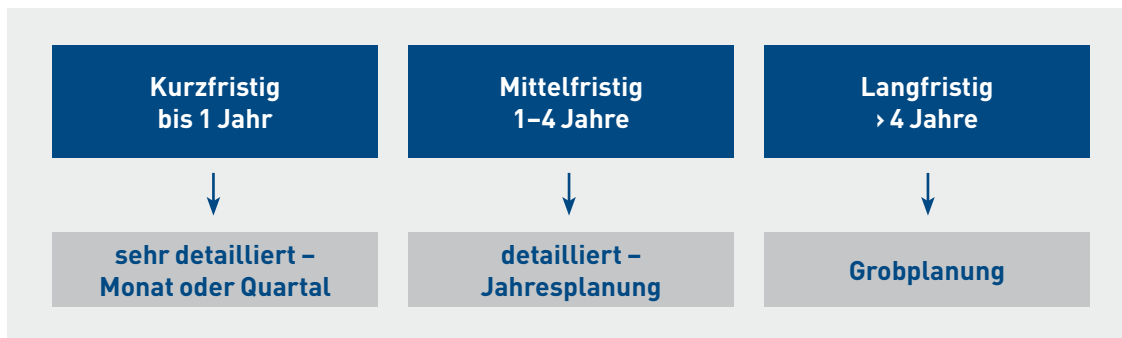 Kurzfristig
bis 1 Jahr
Mittelfristig
1–4 Jahre
Langfristig
› 4 Jahre
sehr detailliert –
Monat oder Quartal
detailliert –
Jahresplanung
Grobplanung